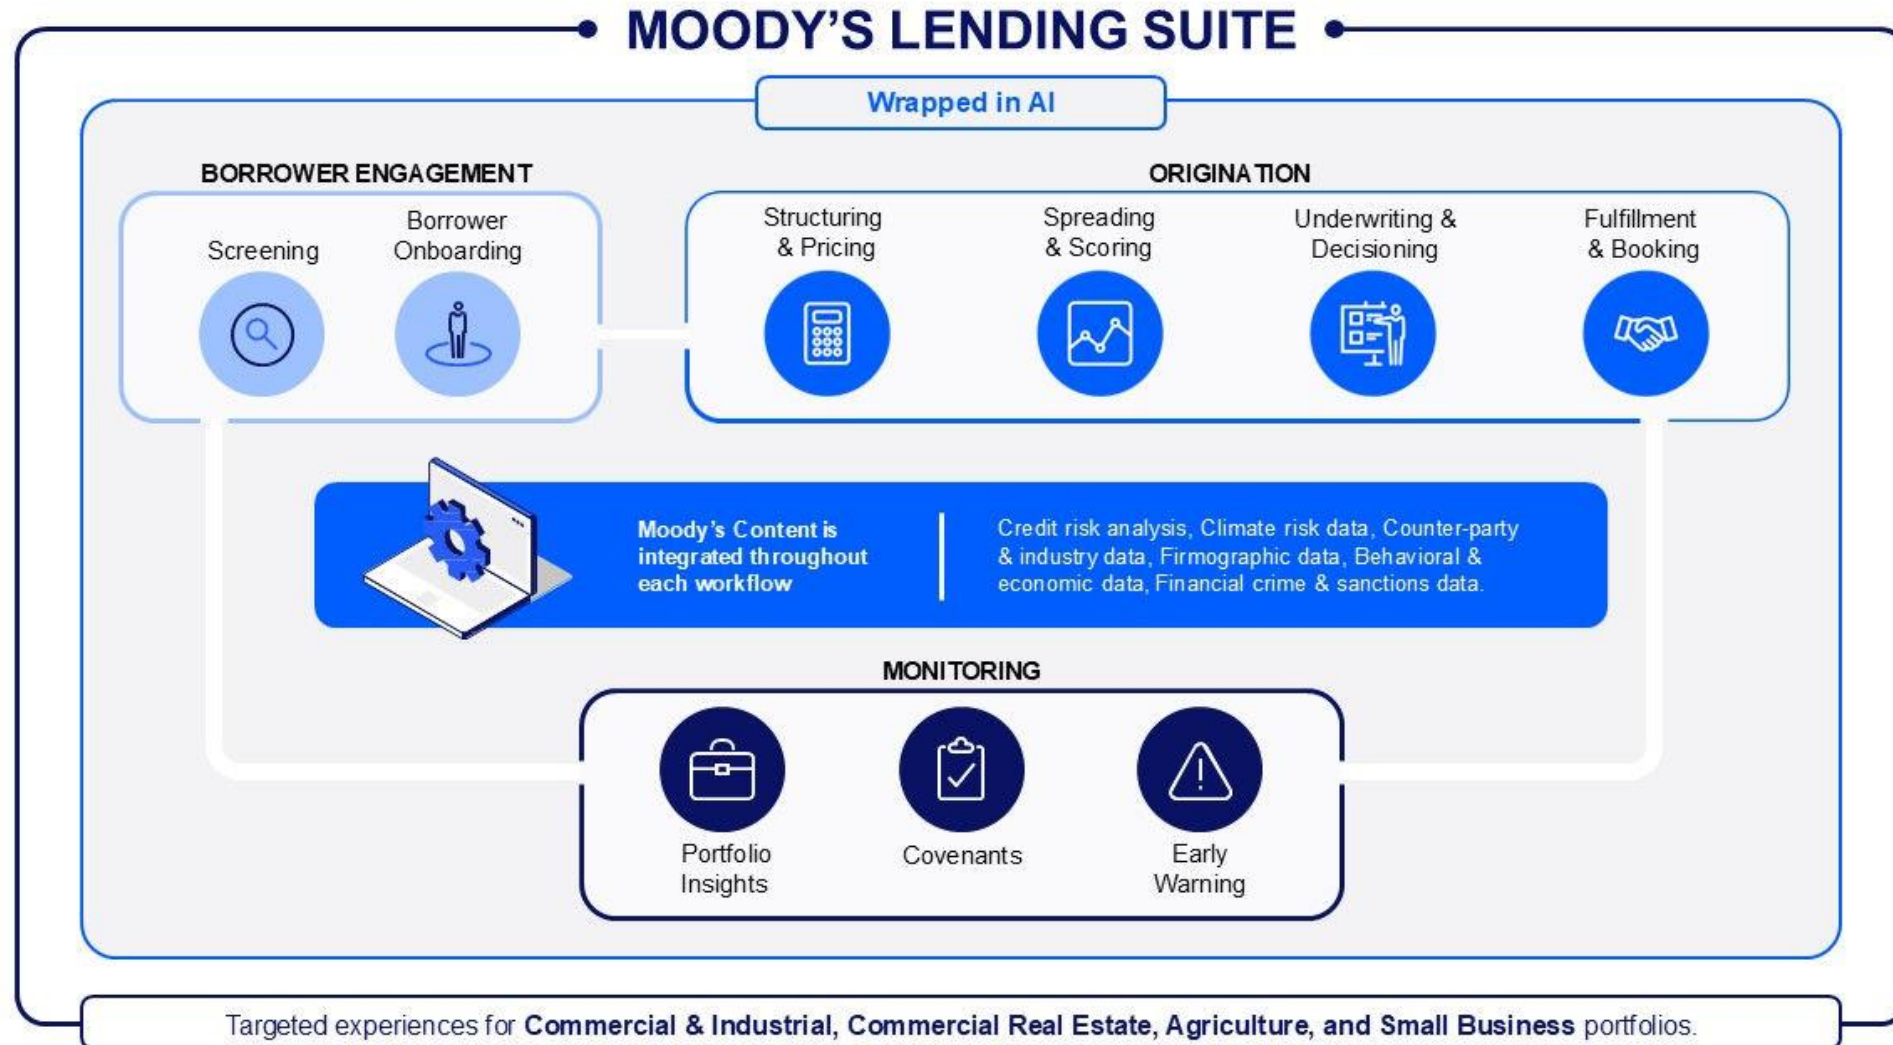 MOODY'S LENDING SUITE
Wrapped in AI
BORROWER ENGAGEMENT
Screening
Borrower
Onboarding
ORIGINATION
Structuring
& Pricing
Spreading
& Scoring
Underwriting &
Decisioning
Fulfillment
& Booking
Moody's Content is
integrated throughout
each workflow
Credit risk analysis, Climate risk data, Counter-party
& industry data, Firmographic data, Behavioral &
economic data, Financial crime & sanctions data.
MONITORING
Portfolio
Insights
Covenants
Early
Warning
Targeted experiences for Commercial & Industrial, Commercial Real Estate, Agriculture, and Small Business portfolios.